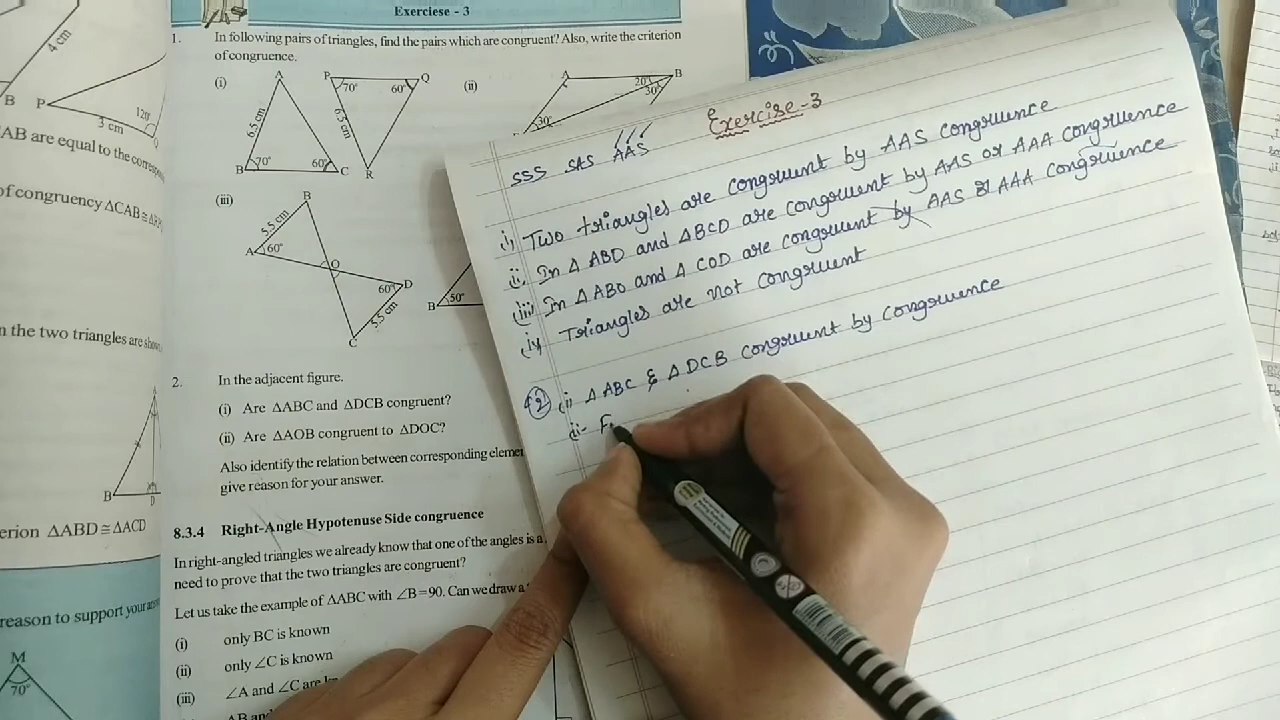 Exerciese - 3
1. In following pairs of triangles, find the pairs which are congruent? Also, write the criterion
of congruence.
(i)
A
6.5 cm
B 70° 60° C
P 70° 60° Q
6.5 cm
R
(ii)
A
20° B
30°
30°
(iii)
B
5.5 cm
A 60°
O
60° D
5.5 cm
C
B 50°
2. In the adjacent figure.
(i) Are ΔABC and ΔDCB congruent?
(ii) Are ΔAOB congruent to ΔDOC?
Also identify the relation between corresponding
give reason for your answer.
8.3.4 Right-Angle Hypotenuse Side congruence
In right-angled triangles we already know that one of the angles is a
need to prove that the two triangles are congruent?
Let us take the example of ΔABC with ∠B=90. Can we draw a
(i) only BC is known
(ii) only ∠C is known
(iii) ∠A and ∠C are
AB and
4 cm
B P
3 cm
120°
AB are equal to the
of congruency ΔCAB≅
n the two triangles are
B D
erion ΔABD≅ΔACD
reason to support your
M
70°
Exercise-3
SSS SAS AAS
(i) Two triangles are congruent by AAS congruence
(ii. In Δ ABD and ΔBCD are congruent by AAS or AAA congruence
(iii) In Δ ABO and Δ COD are congruent by AAS or AAA congruence
(iv Triangles are not congruent
Q2 (i) Δ ABC & Δ DCB congruent by congruence
(ii-